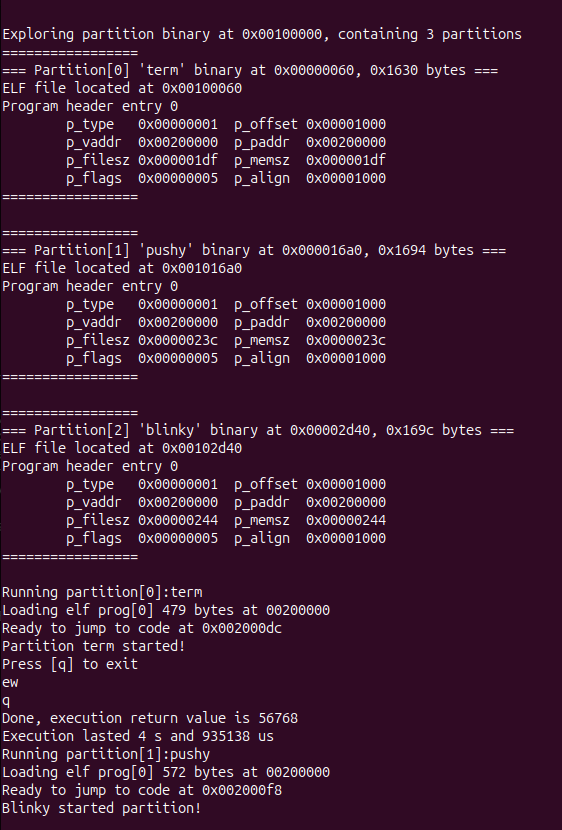 Exploring partition binary at 0x00100000, containing 3 partitions
=================
=== Partition[0] 'term' binary at 0x00000060, 0x1630 bytes ===
ELF file located at 0x00100060
Program header entry 0
        p_type   0x00000001  p_offset 0x00001000
        p_vaddr  0x00200000  p_paddr  0x00200000
        p_filesz 0x000001df  p_memsz  0x000001df
        p_flags  0x00000005  p_align  0x00001000
=================

=================
=== Partition[1] 'pushy' binary at 0x000016a0, 0x1694 bytes ===
ELF file located at 0x001016a0
Program header entry 0
        p_type   0x00000001  p_offset 0x00001000
        p_vaddr  0x00200000  p_paddr  0x00200000
        p_filesz 0x0000023c  p_memsz  0x0000023c
        p_flags  0x00000005  p_align  0x00001000
=================

=================
=== Partition[2] 'blinky' binary at 0x00002d40, 0x169c bytes ===
ELF file located at 0x00102d40
Program header entry 0
        p_type   0x00000001  p_offset 0x00001000
        p_vaddr  0x00200000  p_paddr  0x00200000
        p_filesz 0x00000244  p_memsz  0x00000244
        p_flags  0x00000005  p_align  0x00001000
=================

Running partition[0]:term
Loading elf prog[0] 479 bytes at 00200000
Ready to jump to code at 0x002000dc
Partition term started!
Press [q] to exit
ew
q
Done, execution return value is 56768
Execution lasted 4 s and 935138 us
Running partition[1]:pushy
Loading elf prog[0] 572 bytes at 00200000
Ready to jump to code at 0x002000f8
Blinky started partition!